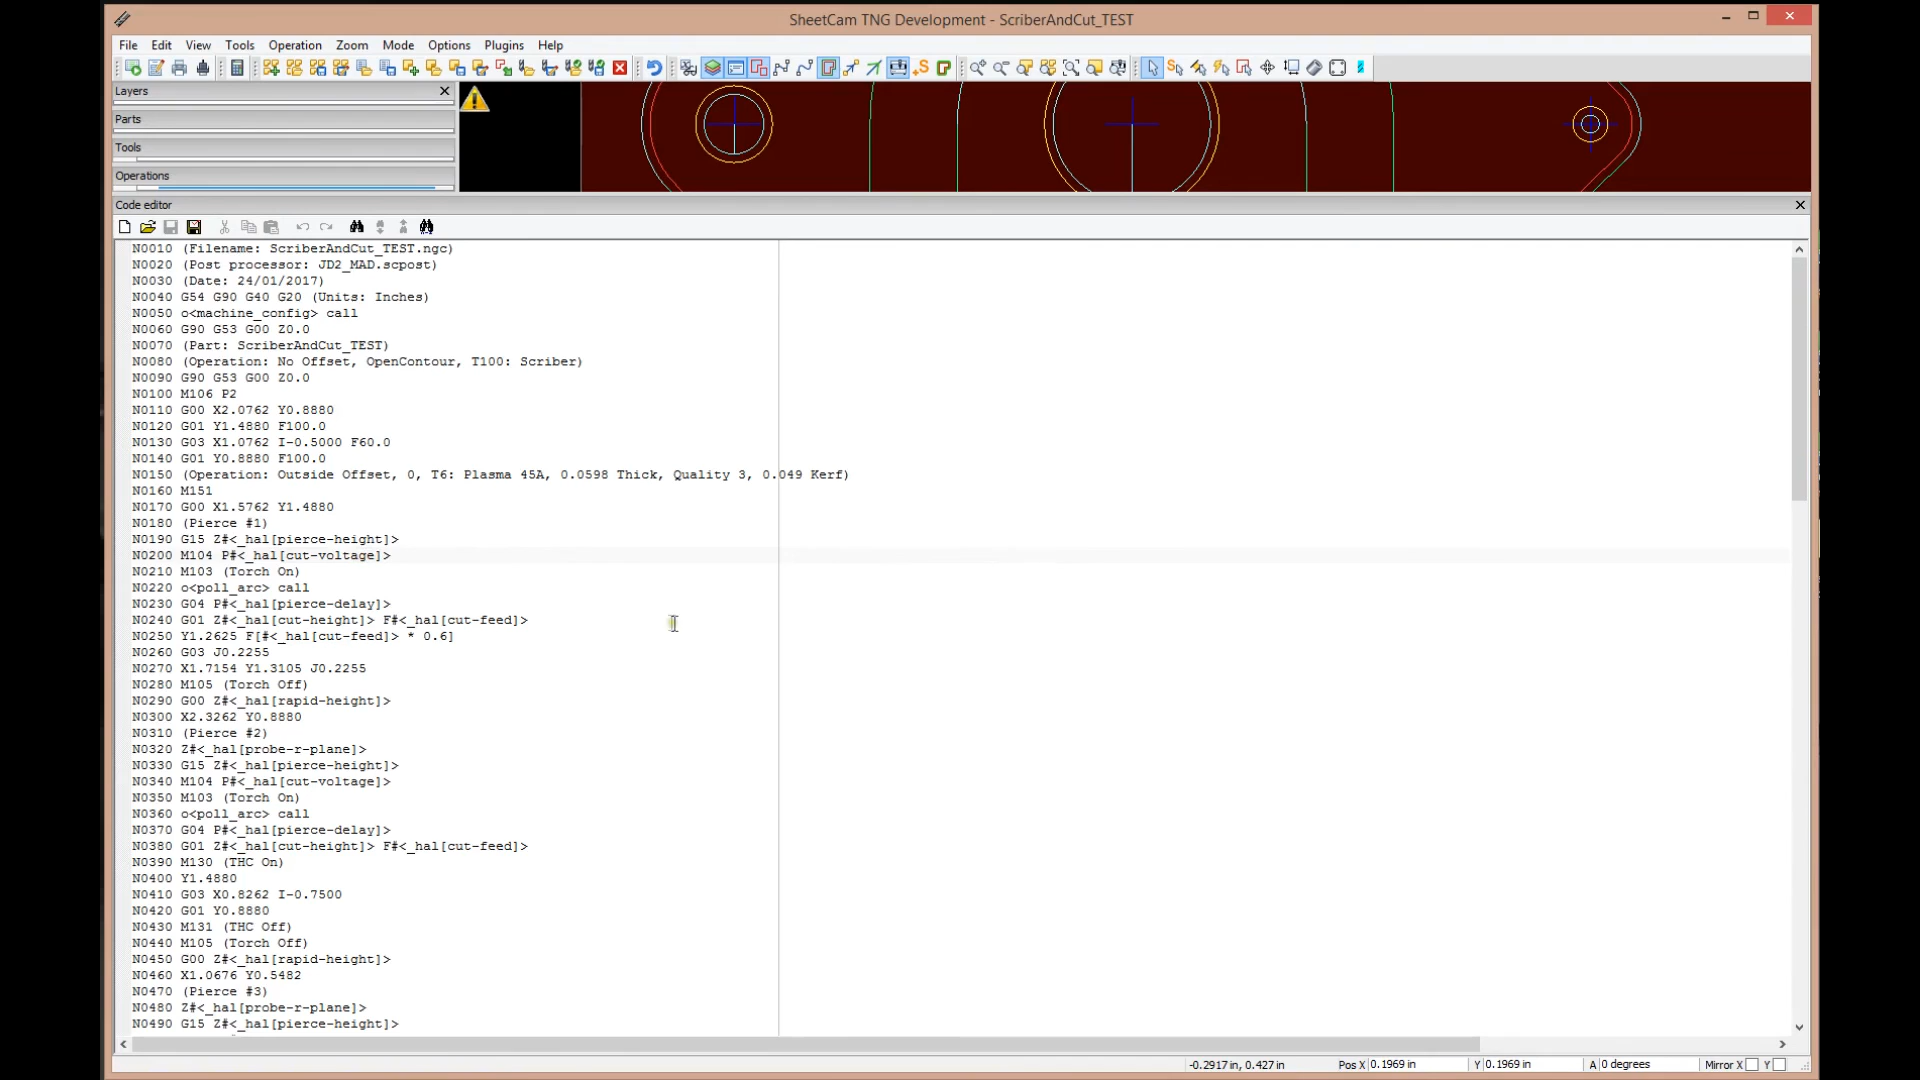 SheetCam TNG Development - ScriberAndCut_TEST
File Edit View Tools Operation Zoom Mode Options Plugins Help
Layers
Parts
Tools
Operations
Code editor
N0010 (Filename: ScriberAndCut_TEST.ngc)
N0020 (Post processor: JD2_MAD.scpost)
N0030 (Date: 24/01/2017)
N0040 G54 G90 G40 G20 (Units: Inches)
N0050 o<machine_config> call
N0060 G90 G53 G00 Z0.0
N0070 (Part: ScriberAndCut_TEST)
N0080 (Operation: No Offset, OpenContour, T100: Scriber)
N0090 G90 G53 G00 Z0.0
N0100 M106 P2
N0110 G00 X2.0762 Y0.8880
N0120 G01 Y1.4880 F100.0
N0130 G03 X1.0762 I-0.5000 F60.0
N0140 G01 Y0.8880 F100.0
N0150 (Operation: Outside Offset, 0, T6: Plasma 45A, 0.0598 Thick, Quality 3, 0.049 Kerf)
N0160 M151
N0170 G00 X1.5762 Y1.4880
N0180 (Pierce #1)
N0190 G15 Z#<_hal[pierce-height]>
N0200 M104 P#<_hal[cut-voltage]>
N0210 M103 (Torch On)
N0220 o<poll_arc> call
N0230 G04 P#<_hal[pierce-delay]>
N0240 G01 Z#<_hal[cut-height]> F#<_hal[cut-feed]>
N0250 Y1.2625 F[#<_hal[cut-feed]> * 0.6]
N0260 G03 J0.2255
N0270 X1.7154 Y1.3105 J0.2255
N0280 M105 (Torch Off)
N0290 G00 Z#<_hal[rapid-height]>
N0300 X2.3262 Y0.8880
N0310 (Pierce #2)
N0320 Z#<_hal[probe-r-plane]>
N0330 G15 Z#<_hal[pierce-height]>
N0340 M104 P#<_hal[cut-voltage]>
N0350 M103 (Torch On)
N0360 o<poll_arc> call
N0370 G04 P#<_hal[pierce-delay]>
N0380 G01 Z#<_hal[cut-height]> F#<_hal[cut-feed]>
N0390 M130 (THC On)
N0400 Y1.4880
N0410 G03 X0.8262 I-0.7500
N0420 G01 Y0.8880
N0430 M131 (THC Off)
N0440 M105 (Torch Off)
N0450 G00 Z#<_hal[rapid-height]>
N0460 X1.0676 Y0.5482
N0470 (Pierce #3)
N0480 Z#<_hal[probe-r-plane]>
N0490 G15 Z#<_hal[pierce-height]>
-0.2917 in, 0.427 in Pos X 0.1969 in Y 0.1969 in A 0 degrees Mirror X Y